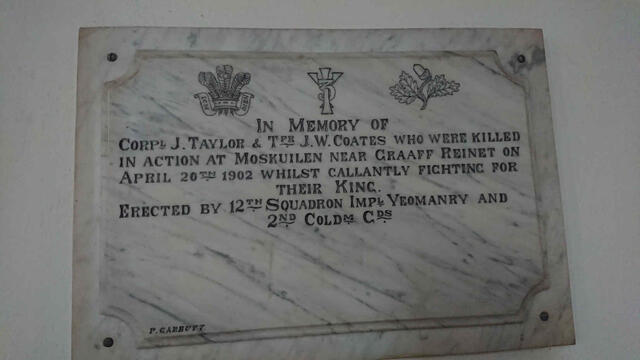 In Memory of
Corpl J. Taylor & Tpr J.W. Coates who were killed
in action at Moskuilen near Graaff Reinet on
April 20th 1902 whilst gallantly fighting for
their King.
Erected by 12th Squadron Impl Yeomanry and
2nd Coldm Gds